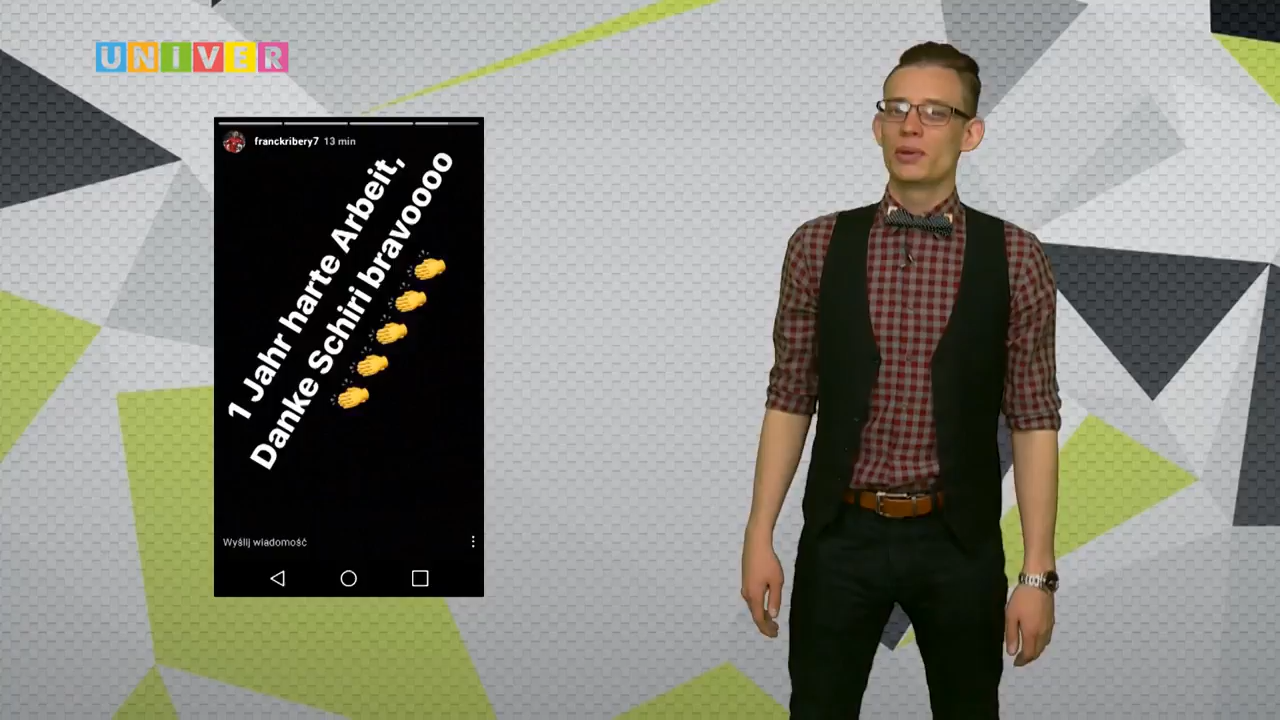 UNIVER
franckribery7 13 min
1 Jahr harte Arbeit,
Danke Schiri bravoooo
Wyślij wiadomość